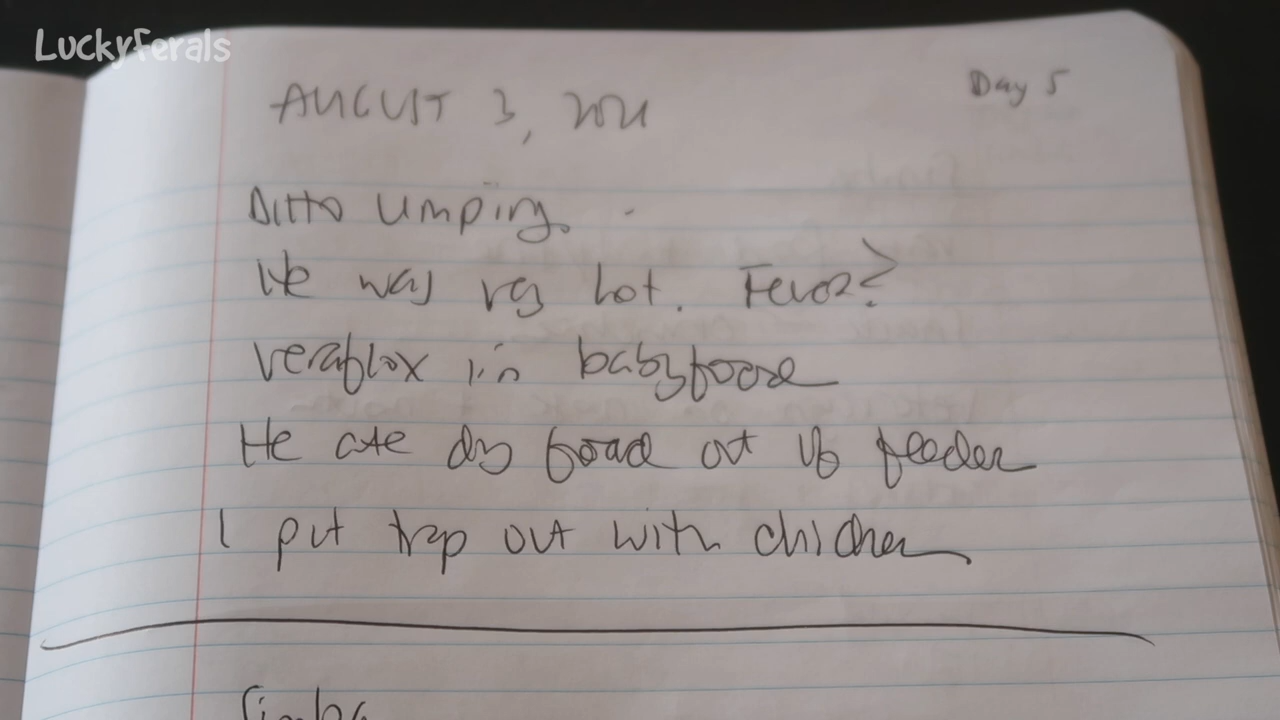 LuckyFerals
Day 5
AUGUST 3, 2021
Ditto limping.
He was very hot. Fever?
Veraflox in babyfood
He ate dry food out of feeder
I put trap out with chicken
Simba